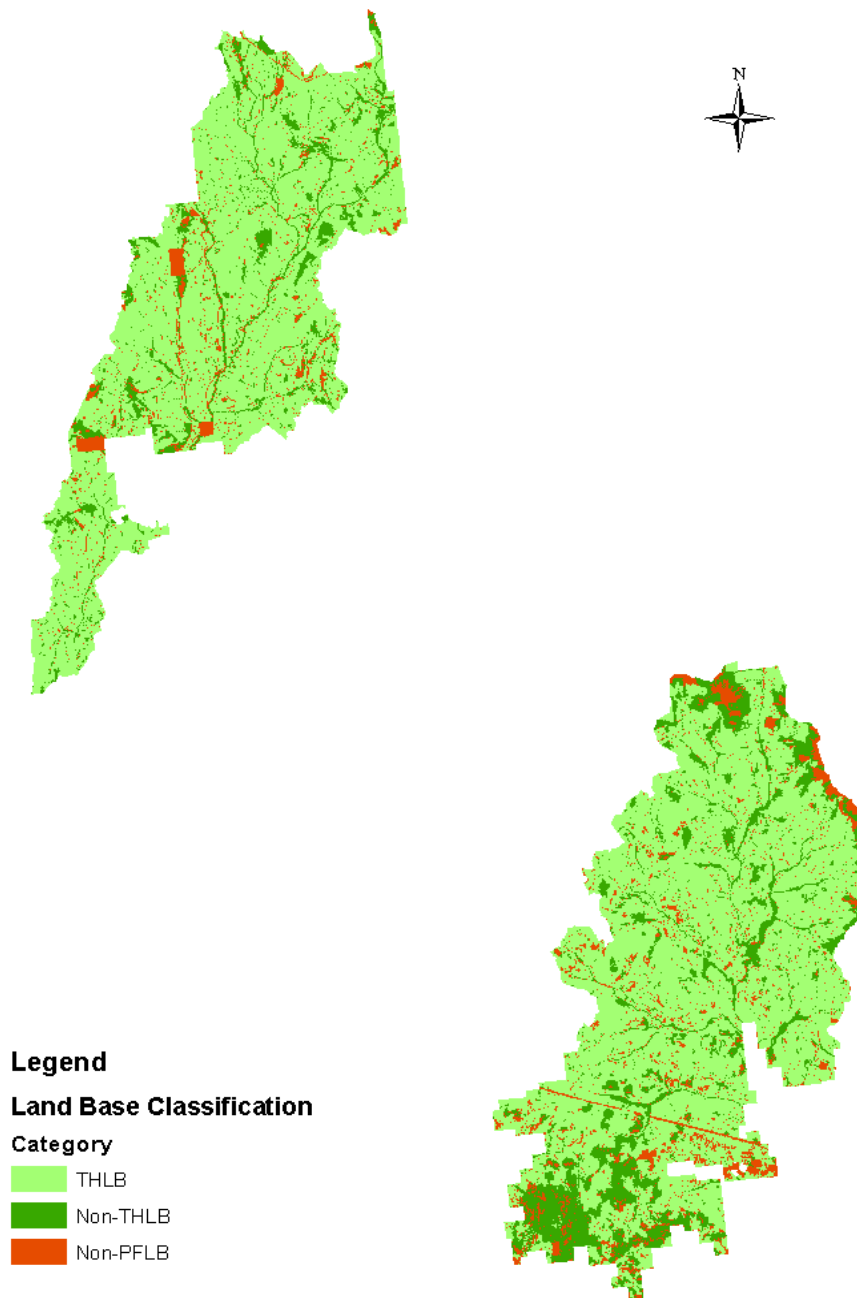 N
Legend
Land Base Classification
Category
THLB
Non-THLB
Non-PFLB